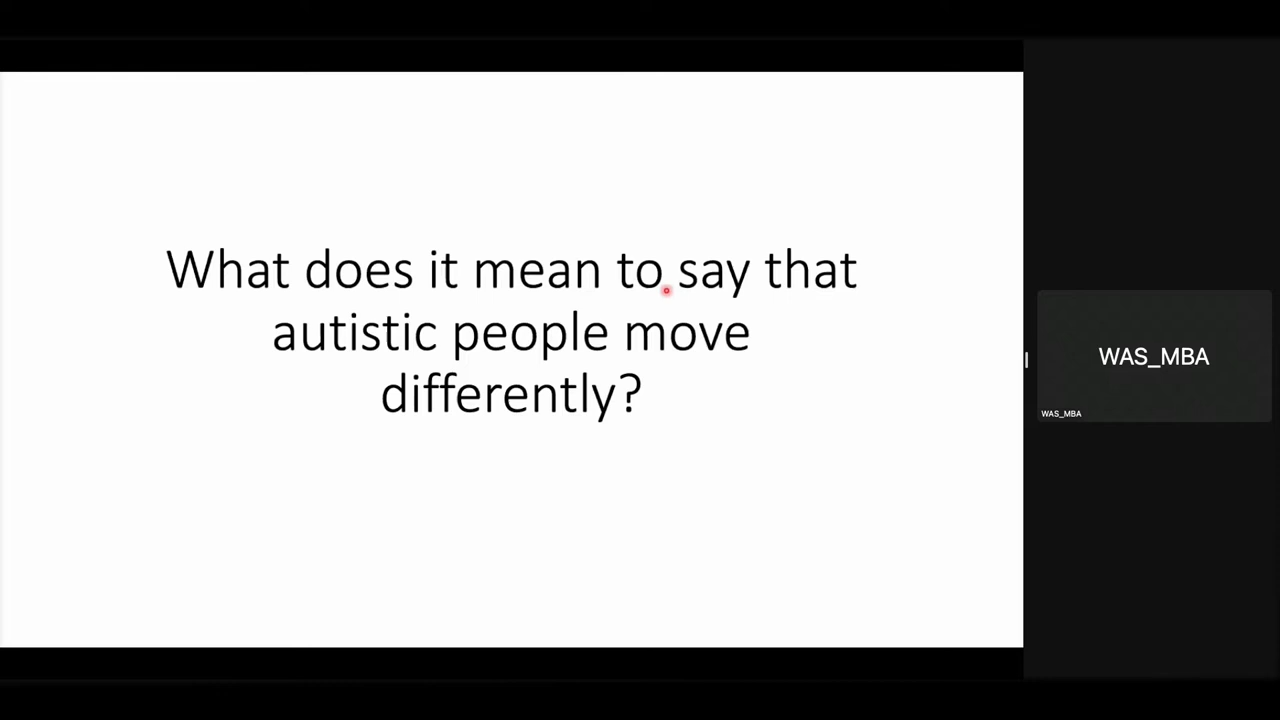 What does it mean to say that
autistic people move
differently?
WAS_MBA
WAS_MBA